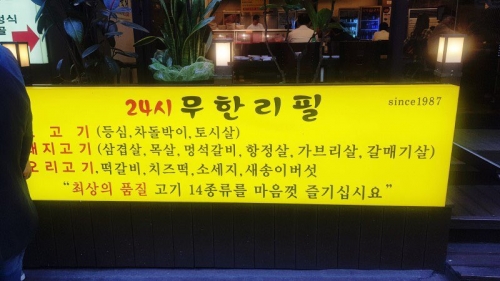 정식
24시 무한리필
since1987
고기 (등심,차돌박이,토시살)
돼지고기 (삼겹살,목살,멍석갈비,항정살,가브리살,갈매기살)
오리고기,떡갈비,치즈떡,소세지,새송이버섯
“최상의 품질 고기 14종류를 마음껏 즐기십시요”